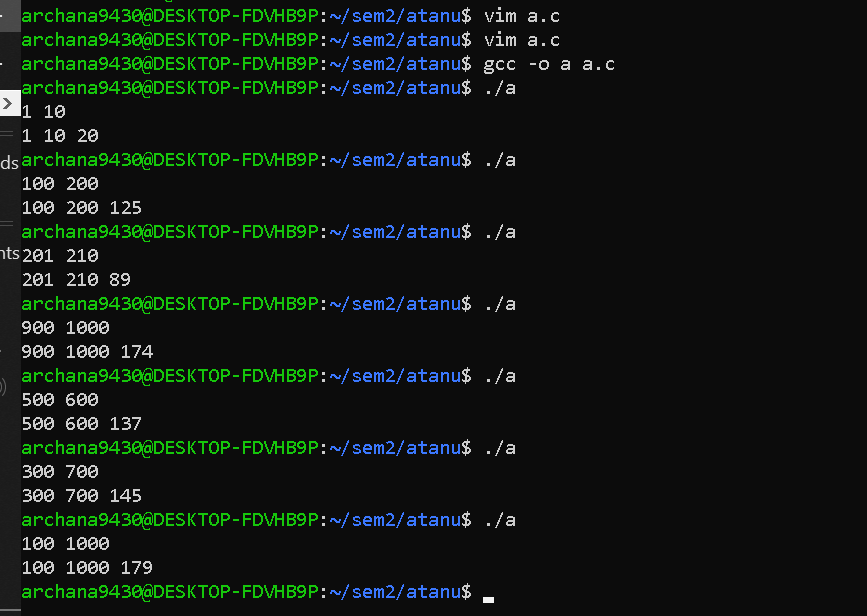 archana9430@DESKTOP-FDVHB9P:~/sem2/atanu$ vim a.c
archana9430@DESKTOP-FDVHB9P:~/sem2/atanu$ vim a.c
archana9430@DESKTOP-FDVHB9P:~/sem2/atanu$ gcc -o a a.c
archana9430@DESKTOP-FDVHB9P:~/sem2/atanu$ ./a
1 10
1 10 20
archana9430@DESKTOP-FDVHB9P:~/sem2/atanu$ ./a
100 200
100 200 125
archana9430@DESKTOP-FDVHB9P:~/sem2/atanu$ ./a
201 210
201 210 89
archana9430@DESKTOP-FDVHB9P:~/sem2/atanu$ ./a
900 1000
900 1000 174
archana9430@DESKTOP-FDVHB9P:~/sem2/atanu$ ./a
500 600
500 600 137
archana9430@DESKTOP-FDVHB9P:~/sem2/atanu$ ./a
300 700
300 700 145
archana9430@DESKTOP-FDVHB9P:~/sem2/atanu$ ./a
100 1000
100 1000 179
archana9430@DESKTOP-FDVHB9P:~/sem2/atanu$
ds
nts